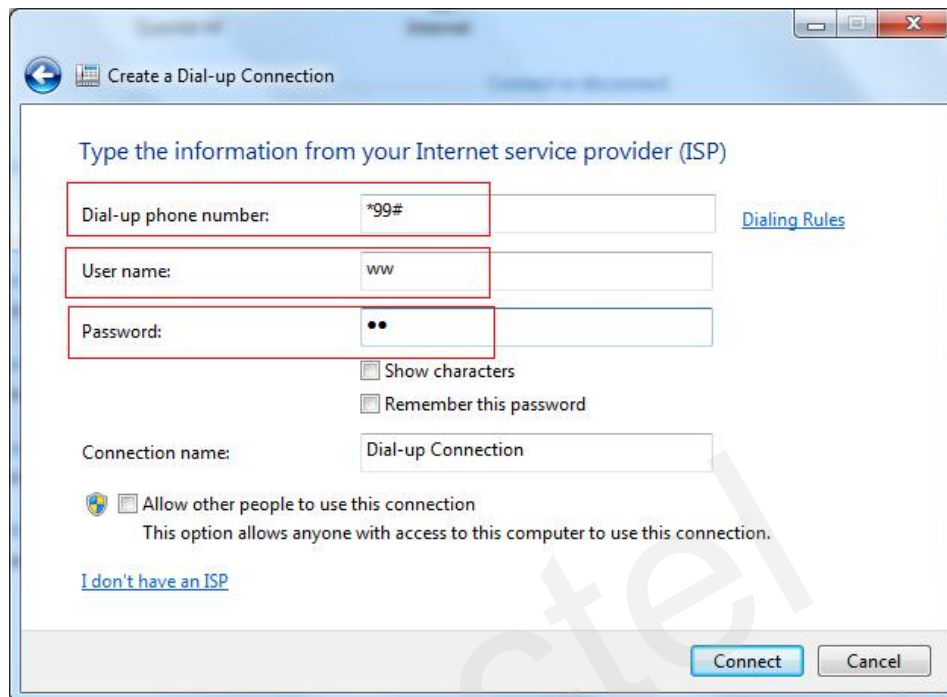 Create a Dial-up Connection
Type the information from your Internet service provider (ISP)
Dial-up phone number:
*99#
Dialing Rules
User name:
ww
Password:
••
Show characters
Remember this password
Connection name:
Dial-up Connection
Allow other people to use this connection
This option allows anyone with access to this computer to use this connection.
I don't have an ISP
Connect
Cancel